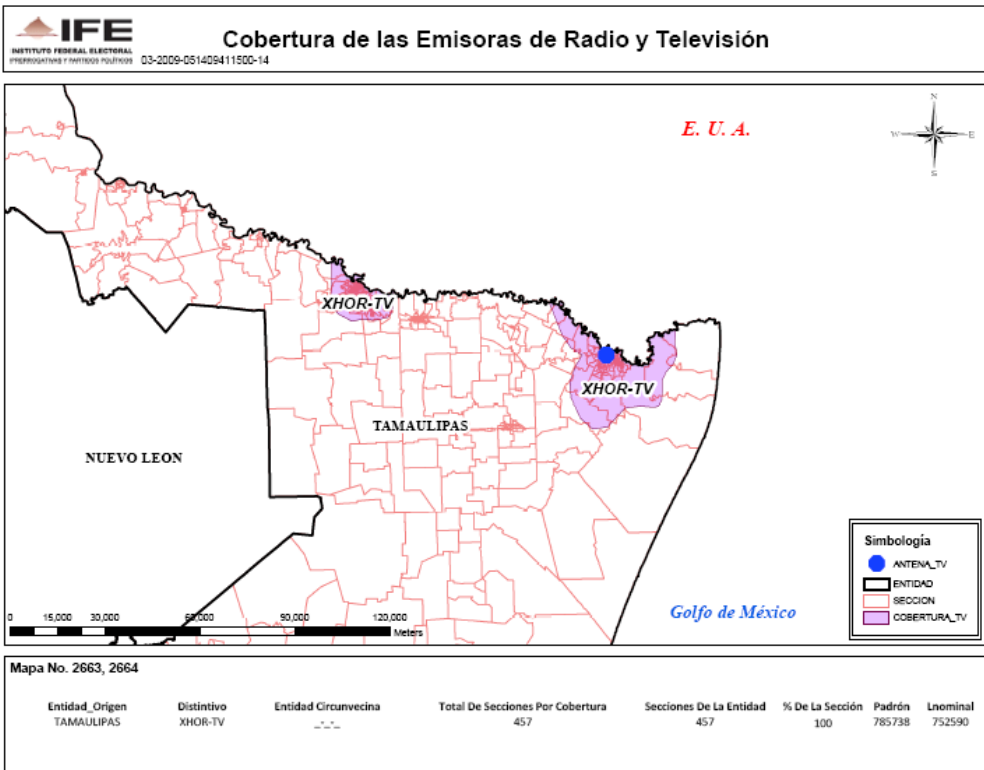 IFE
INSTITUTO FEDERAL ELECTORAL
PRERROGATIVAS Y PARTIDOS POLÍTICOS
03-2009-051409411500-14
Cobertura de las Emisoras de Radio y Televisión
E. U. A.
N
W E
S
XHOR-TV
XHOR-TV
TAMAULIPAS
NUEVO LEON
Golfo de México
0 15,000 30,000 60,000 90,000 120,000
Meters
Simbología
ANTENA_TV
ENTIDAD
SECCION
COBERTURA_TV
Mapa No. 2663, 2664
Entidad_Origen Distintivo Entidad Circunvecina Total De Secciones Por Cobertura Secciones De La Entidad % De La Sección Padrón Lnominal
TAMAULIPAS XHOR-TV _-_-_ 457 457 100 785738 752590